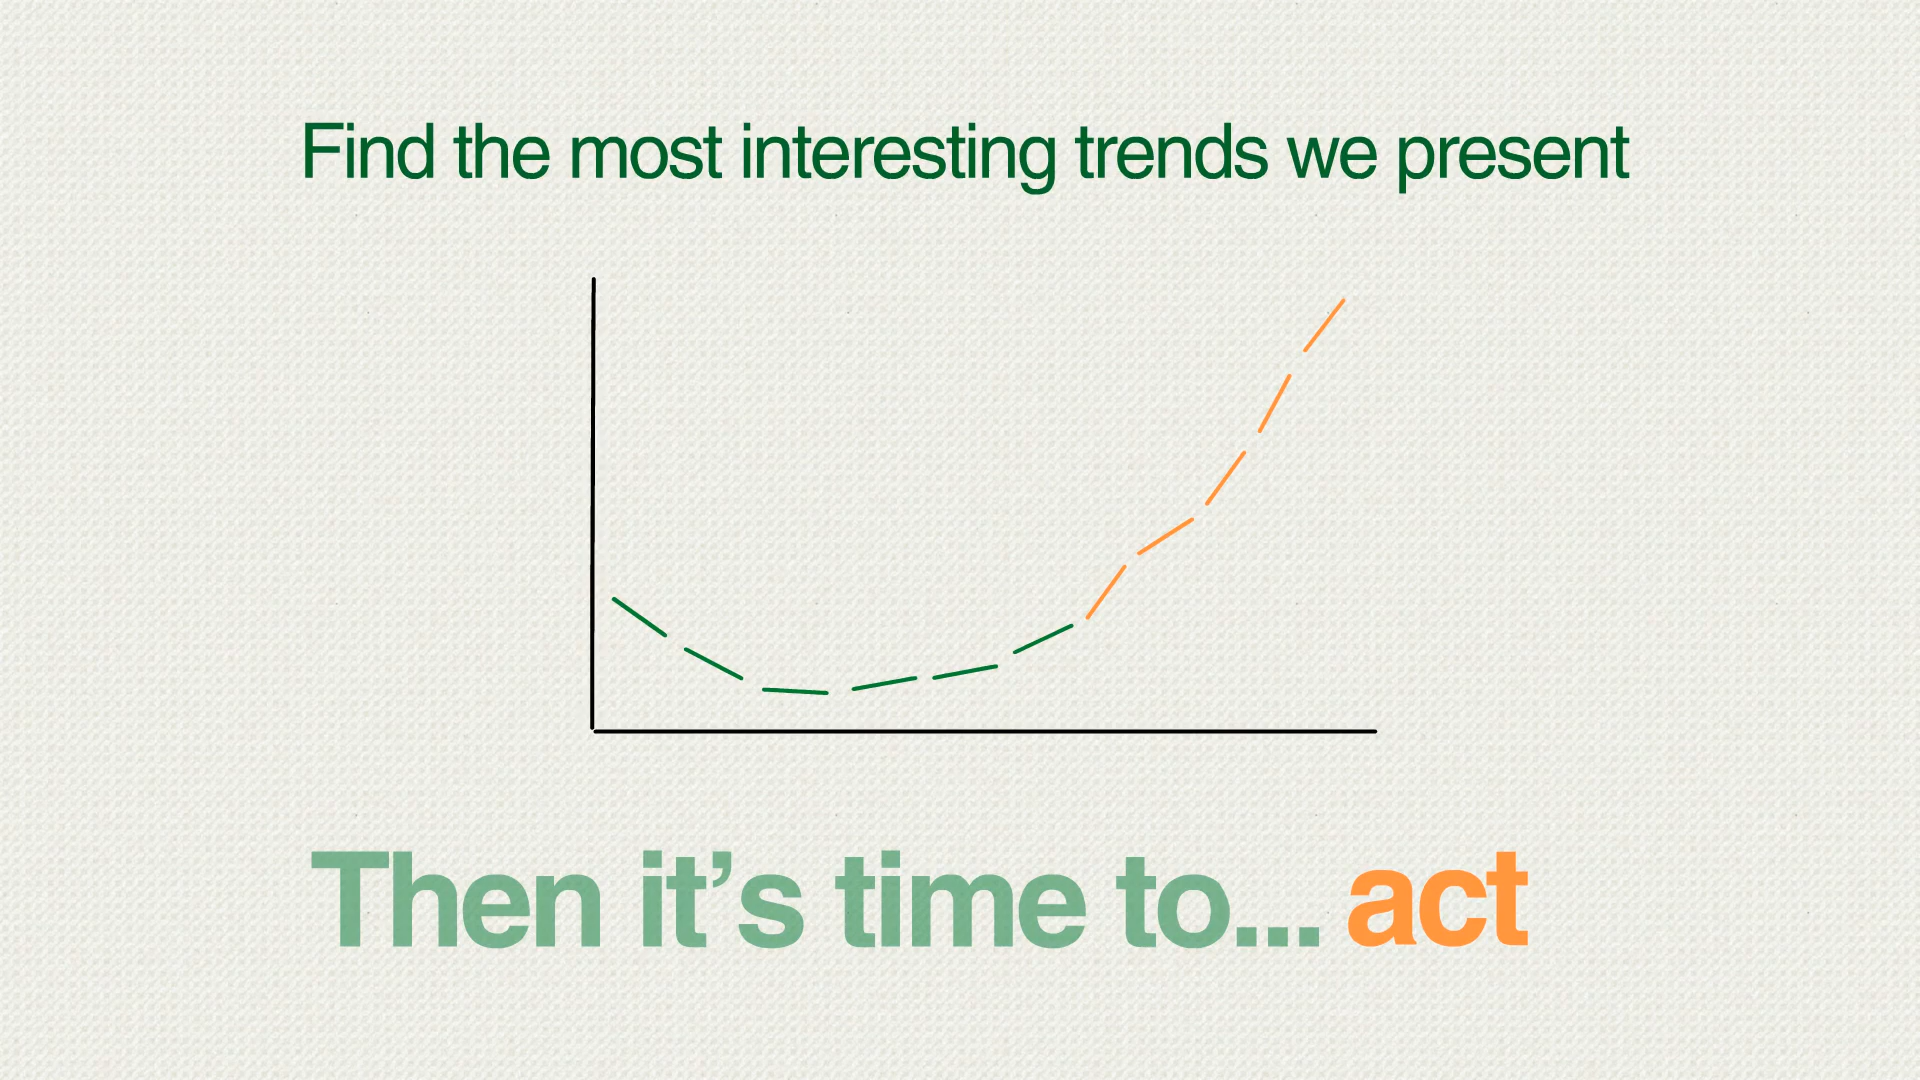 Find the most interesting trends we present
Then it’s time to... act